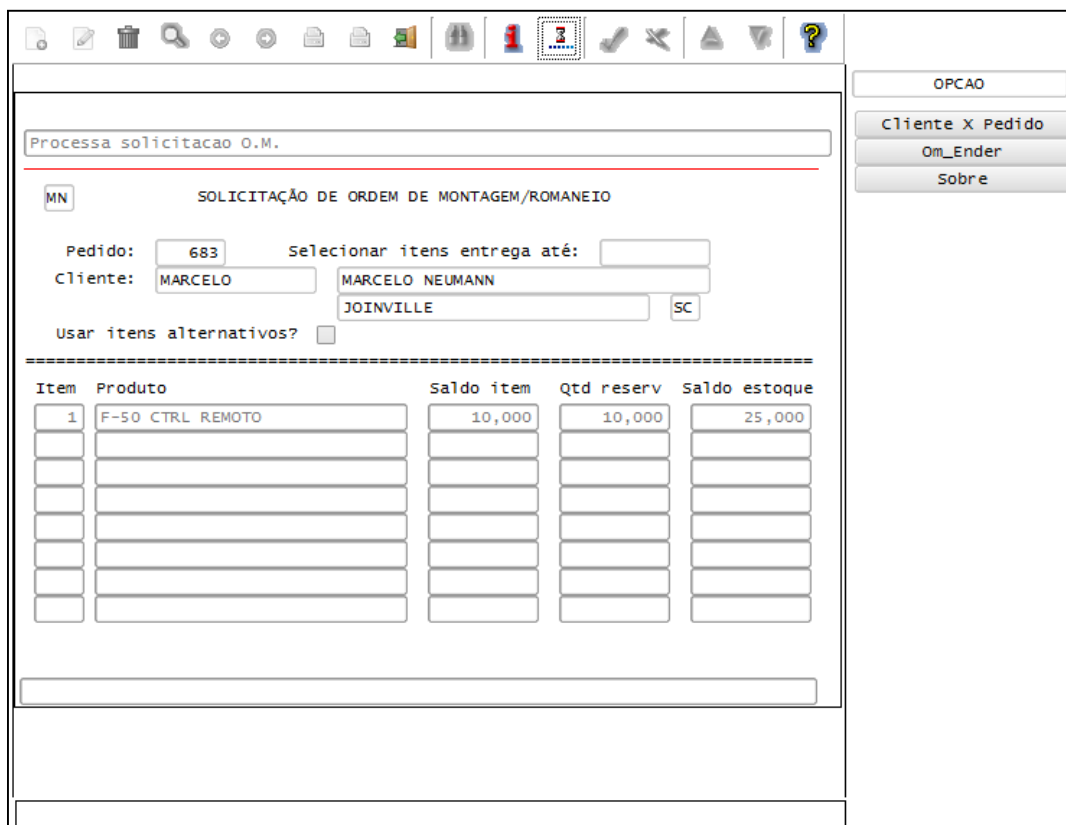 OPCAO
Cliente X Pedido
Om_Ender
Sobre
Processa solicitacao O.M.
MN SOLICITAÇÃO DE ORDEM DE MONTAGEM/ROMANEIO
Pedido: 683 Selecionar itens entrega até:
Cliente: MARCELO MARCELO NEUMANN
JOINVILLE SC
Usar itens alternativos?
Item Produto Saldo item Qtd reserv Saldo estoque
1 F-50 CTRL REMOTO 10,000 10,000 25,000